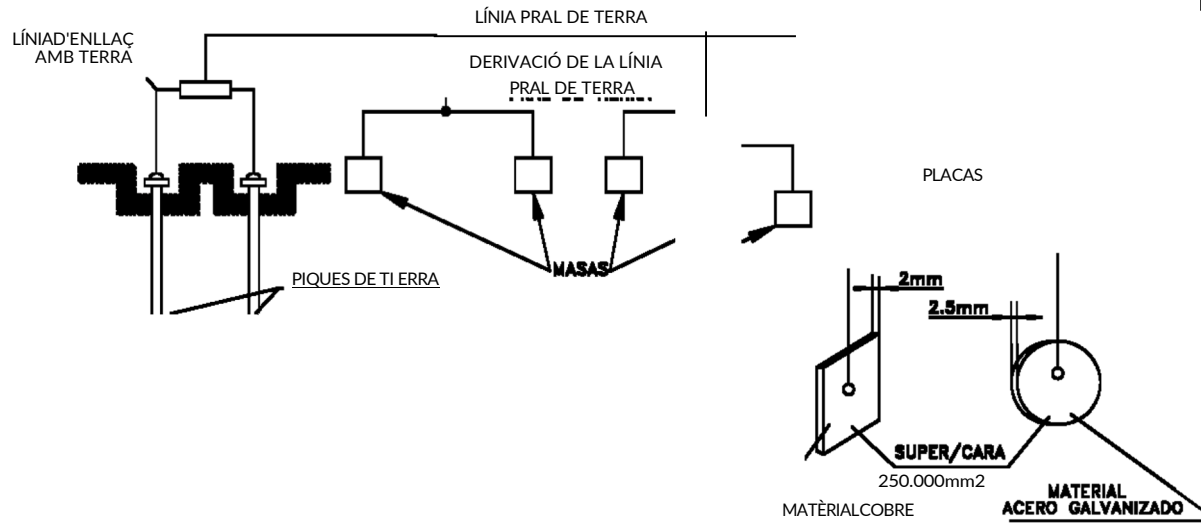 LÍNIA PRAL DE TERRA
LÍNIAD'ENLLAÇ
AMB TERRA
DERIVACIÓ DE LA LÍNIA
PRAL DE TERRA
PLACAS
MASAS
PIQUES DE TI ERRA
2mm
2.5mm
SUPER/CARA
250.000mm2
MATÈRIALCOBRE
MATERIAL
ACERO GALVANIZADO